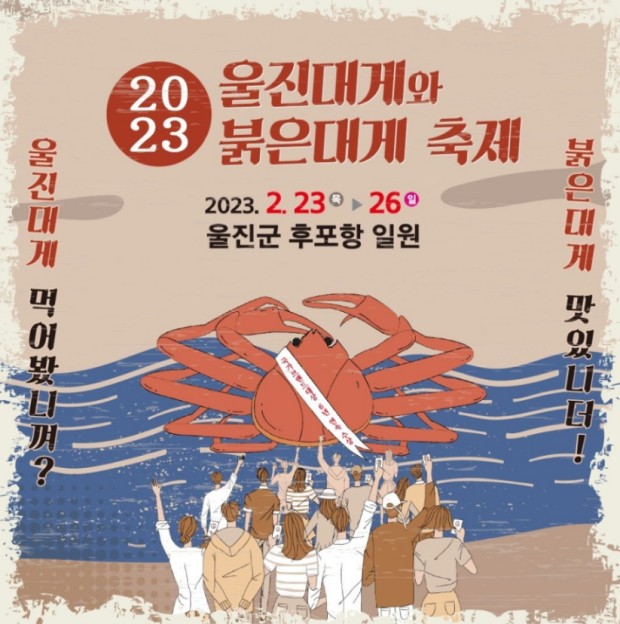 2023
울진대게와
붉은대게 축제
2023. 2. 23 목 ▶ 26 일
울진군 후포항 일원
울진대게 먹어봤니껴?
붉은대게 맛있니더!